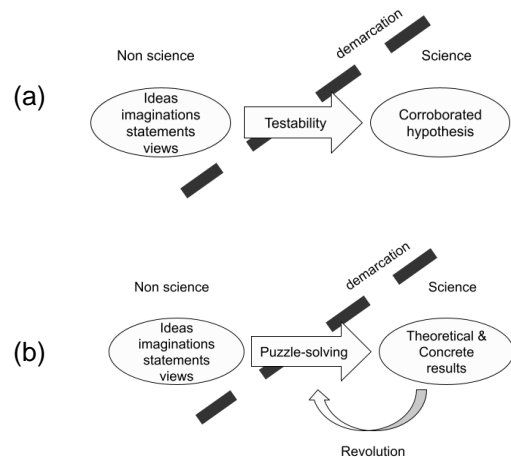 demarcation
Non science
Science
(a)
Ideas
imaginations
statements
views
Testability
Corroborated
hypothesis
demarcation
Non science
Science
(b)
Ideas
imaginations
statements
views
Puzzle-solving
Theoretical &
Concrete
results
Revolution